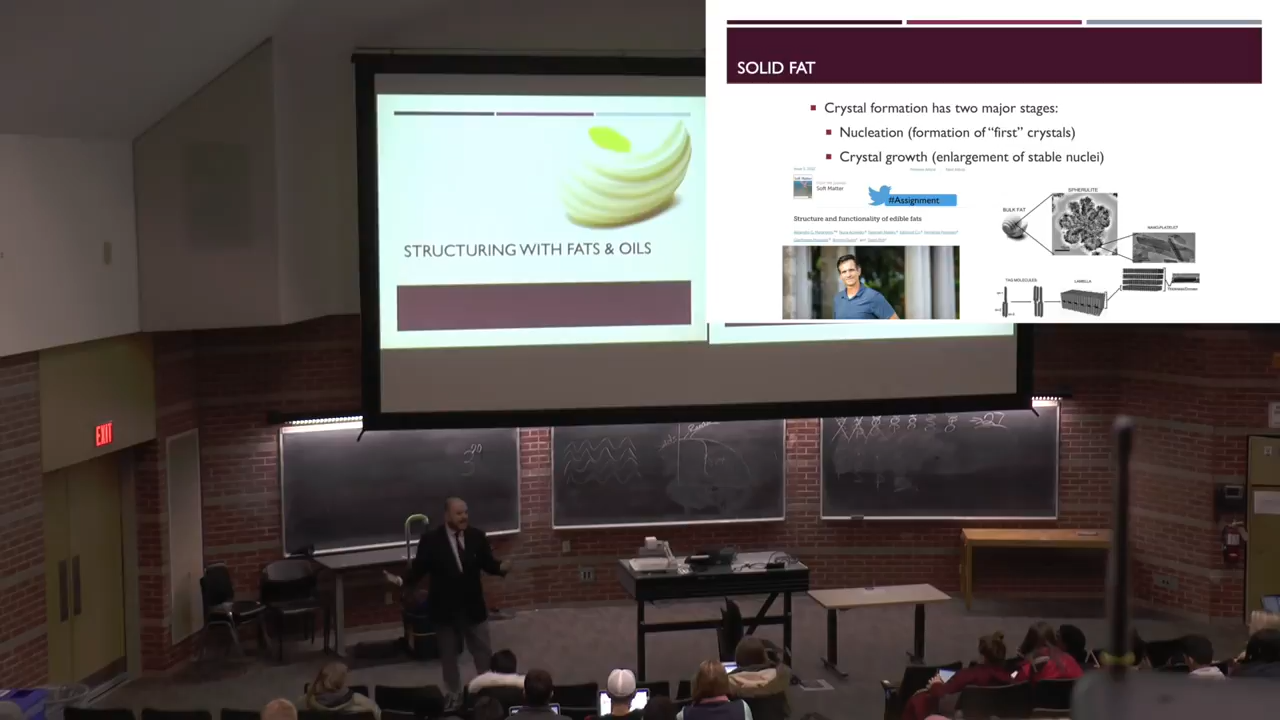 SOLID FAT
Crystal formation has two major stages:
Nucleation (formation of "first" crystals)
Crystal growth (enlargement of stable nuclei)
Soft Matter
#Assignment
Structure and functionality of edible fats
SPHERULITE
BULK FAT
NANOPLATELET
TAG MOLECULES
LAMELLA
STRUCTURING WITH FATS & OILS
EXIT